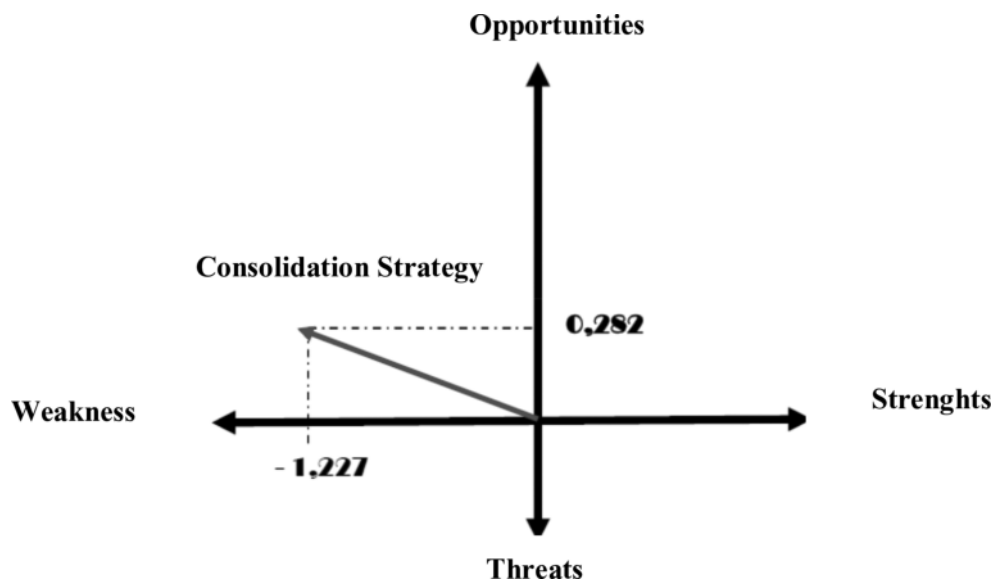 Opportunities
Consolidation Strategy
0,282
Weakness
Strenghts
- 1,227
Threats